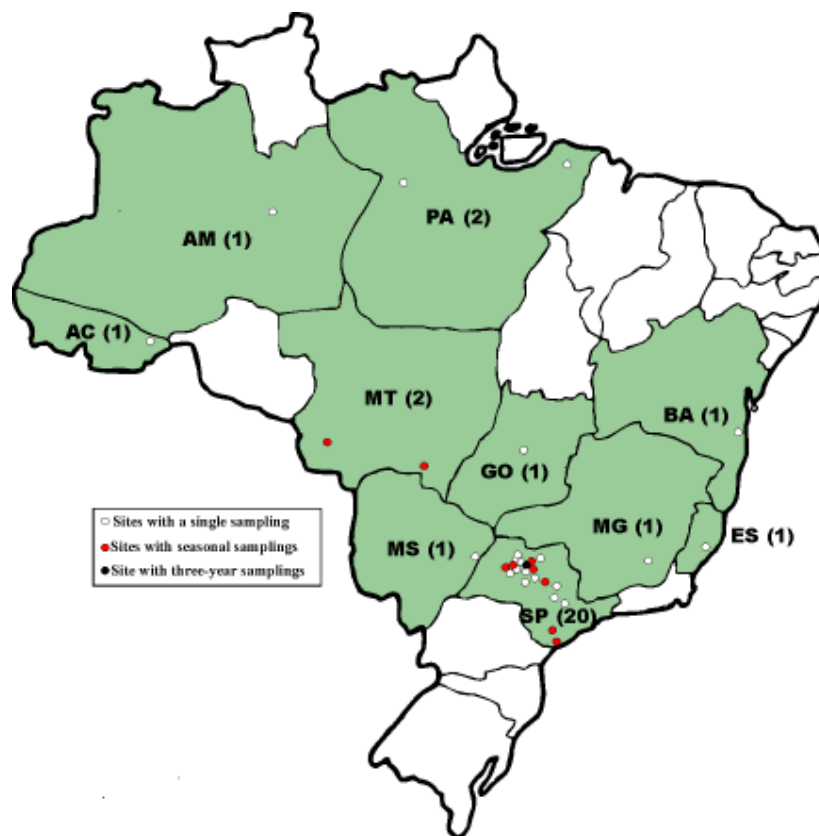 AM (1)
PA (2)
AC (1)
MT (2)
BA (1)
GO (1)
MS (1)
MG (1)
ES (1)
SP (20)
Sites with a single sampling
Sites with seasonal samplings
Site with three-year samplings